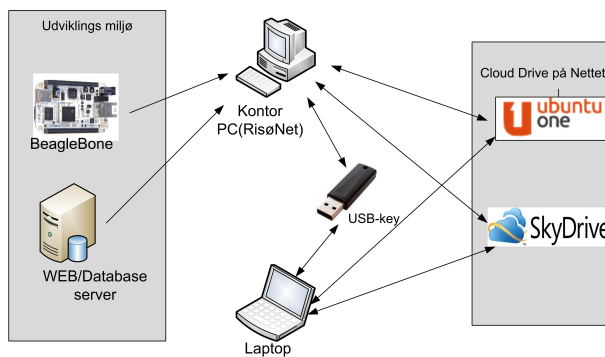 Udviklings miljø
BeagleBone
WEB/Database
server
Kontor
PC(RisøNet)
USB-key
Laptop
Cloud Drive på Nettet
ubuntu
one
SkyDrive